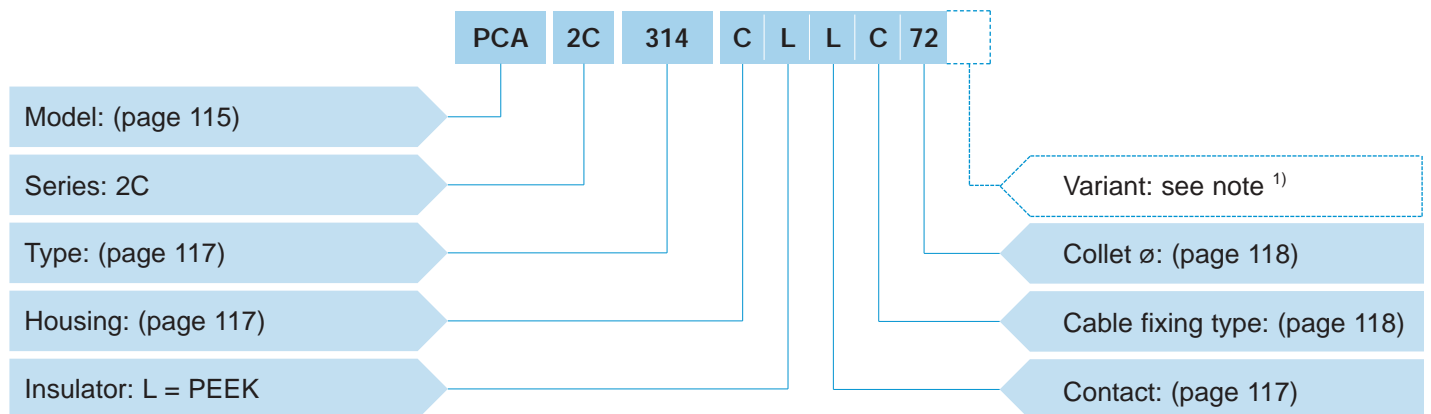 PCA 2C 314 C L L C 72
Model: (page 115)
Series: 2C
Type: (page 117)
Housing: (page 117)
Insulator: L = PEEK
Variant: see note ¹⁾
Collet ø: (page 118)
Cable fixing type: (page 118)
Contact: (page 117)